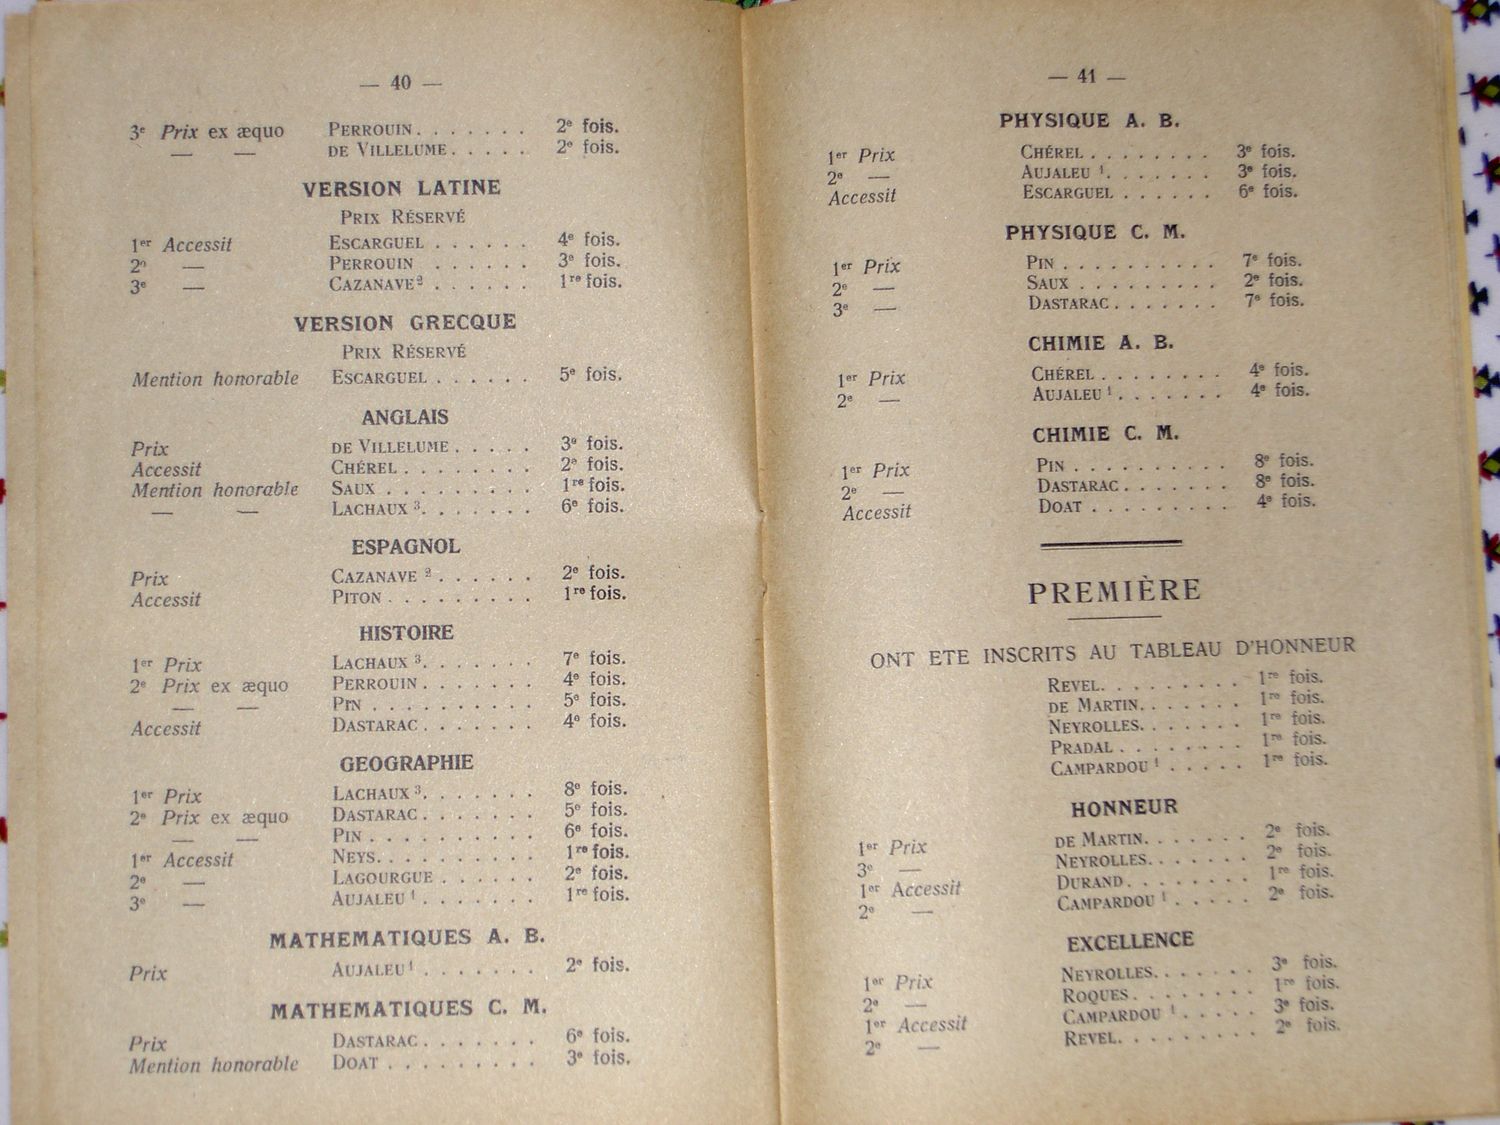 — 40 —
3e Prix ex æquo PERROUIN. . . . . . . 2e fois.
— — DE VILLELUME. . . . . 2e fois.
VERSION LATINE
PRIX RÉSERVÉ
1er Accessit ESCARGUEL . . . . . . 4e fois.
2e — PERROUIN . . . . . . 3e fois.
3e — CAZANAVE 2 . . . . . . 1re fois.
VERSION GRECQUE
PRIX RÉSERVÉ
Mention honorable ESCARGUEL . . . . . . 5e fois.
ANGLAIS
Prix DE VILLELUME . . . . . 3e fois.
Accessit CHÉREL . . . . . . . . 2e fois.
Mention honorable SAUX . . . . . . . . . 1re fois.
— — LACHAUX 3. . . . . . . 6e fois.
ESPAGNOL
Prix CAZANAVE 2 . . . . . . 2e fois.
Accessit PITON . . . . . . . . . 1re fois.
HISTOIRE
1er Prix LACHAUX 3. . . . . . . 7e fois.
2e Prix ex æquo PERROUIN . . . . . . . 4e fois.
— — PIN . . . . . . . . . . 5e fois.
Accessit DASTARAC . . . . . . . 4e fois.
GEOGRAPHIE
1er Prix LACHAUX 3. . . . . . . 8e fois.
2e Prix ex æquo DASTARAC . . . . . . . 5e fois.
— — PIN . . . . . . . . . . 6e fois.
1er Accessit NEYS. . . . . . . . . . 1re fois.
2e — LAGOURGUE . . . . . . 2e fois.
3e — AUJALEU 1 . . . . . . . 1re fois.
MATHEMATIQUES A. B.
Prix AUJALEU 1 . . . . . . . 2e fois.
MATHEMATIQUES C. M.
Prix DASTARAC . . . . . . . 6e fois.
Mention honorable DOAT . . . . . . . . . 3e fois.
— 41 —
PHYSIQUE A. B.
1er Prix CHÉREL . . . . . . . . 3e fois.
2e — AUJALEU 1. . . . . . . 3e fois.
Accessit ESCARGUEL . . . . . . 6e fois.
PHYSIQUE C. M.
1er Prix PIN . . . . . . . . . . 7e fois.
2e — SAUX . . . . . . . . . 2e fois.
3e — DASTARAC . . . . . . . 7e fois.
CHIMIE A. B.
1er Prix CHÉREL . . . . . . . . 4e fois.
2e — AUJALEU 1 . . . . . . . 4e fois.
CHIMIE C. M.
1er Prix PIN . . . . . . . . . . 8e fois.
2e — DASTARAC . . . . . . . 8e fois.
Accessit DOAT . . . . . . . . . 4e fois.
PREMIÈRE
ONT ETE INSCRITS AU TABLEAU D'HONNEUR
REVEL. . . . . . . . . 1re fois.
DE MARTIN. . . . . . . 1re fois.
NEYROLLES. . . . . . . 1re fois.
PRADAL . . . . . . . . 1re fois.
CAMPARDOU 1 . . . . . 1re fois.
HONNEUR
1er Prix DE MARTIN. . . . . . . 2e fois.
3e — NEYROLLES. . . . . . . 2e fois.
1er Accessit DURAND. . . . . . . . 1re fois.
2e — CAMPARDOU 1 . . . . . 2e fois.
EXCELLENCE
1er Prix NEYROLLES. . . . . . . 3e fois.
2e — ROQUES. . . . . . . . 1re fois.
1er Accessit CAMPARDOU 1 . . . . . 3e fois.
2e — REVEL. . . . . . . . . 2e fois.